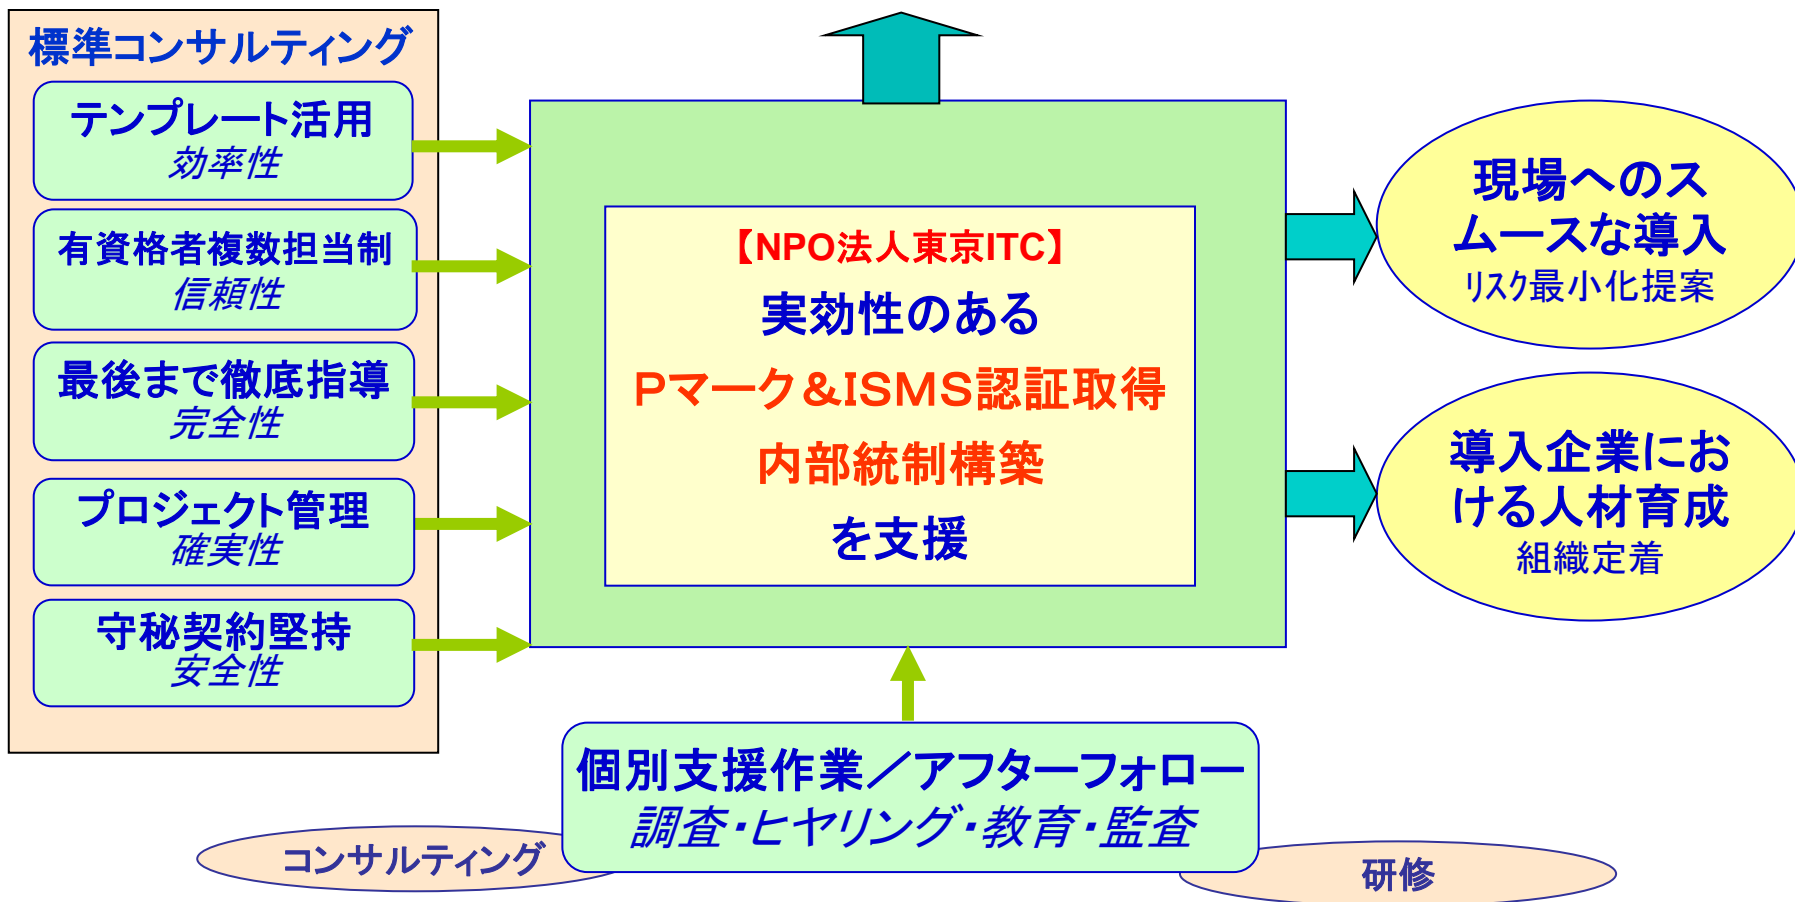 標準コンサルティング
テンプレート活用
効率性
有資格者複数担当制
信頼性
最後まで徹底指導
完全性
プロジェクト管理
確実性
守秘契約堅持
安全性
【NPO法人東京ITC】
実効性のある
Pマーク&ISMS認証取得
内部統制構築
を支援
現場へのス
ムースな導入
リスク最小化提案
導入企業にお
ける人材育成
組織定着
個別支援作業／アフターフォロー
調査・ヒヤリング・教育・監査
コンサルティング
研修